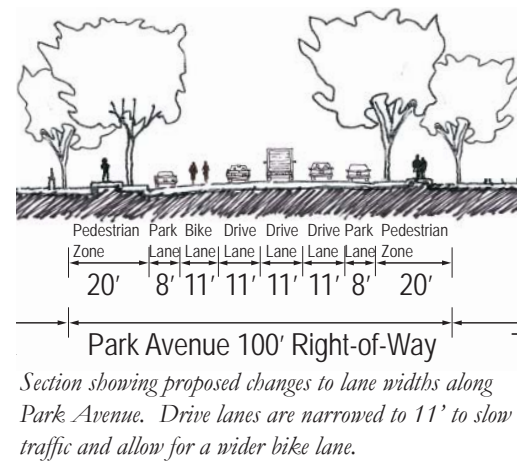 Pedestrian Park Bike Drive Drive Drive Park Pedestrian
Zone Lane Lane Lane Lane Lane Lane Zone
20' 8' 11' 11' 11' 11' 8' 20'
Park Avenue 100' Right-of-Way
Section showing proposed changes to lane widths along
Park Avenue. Drive lanes are narrowed to 11' to slow
traffic and allow for a wider bike lane.